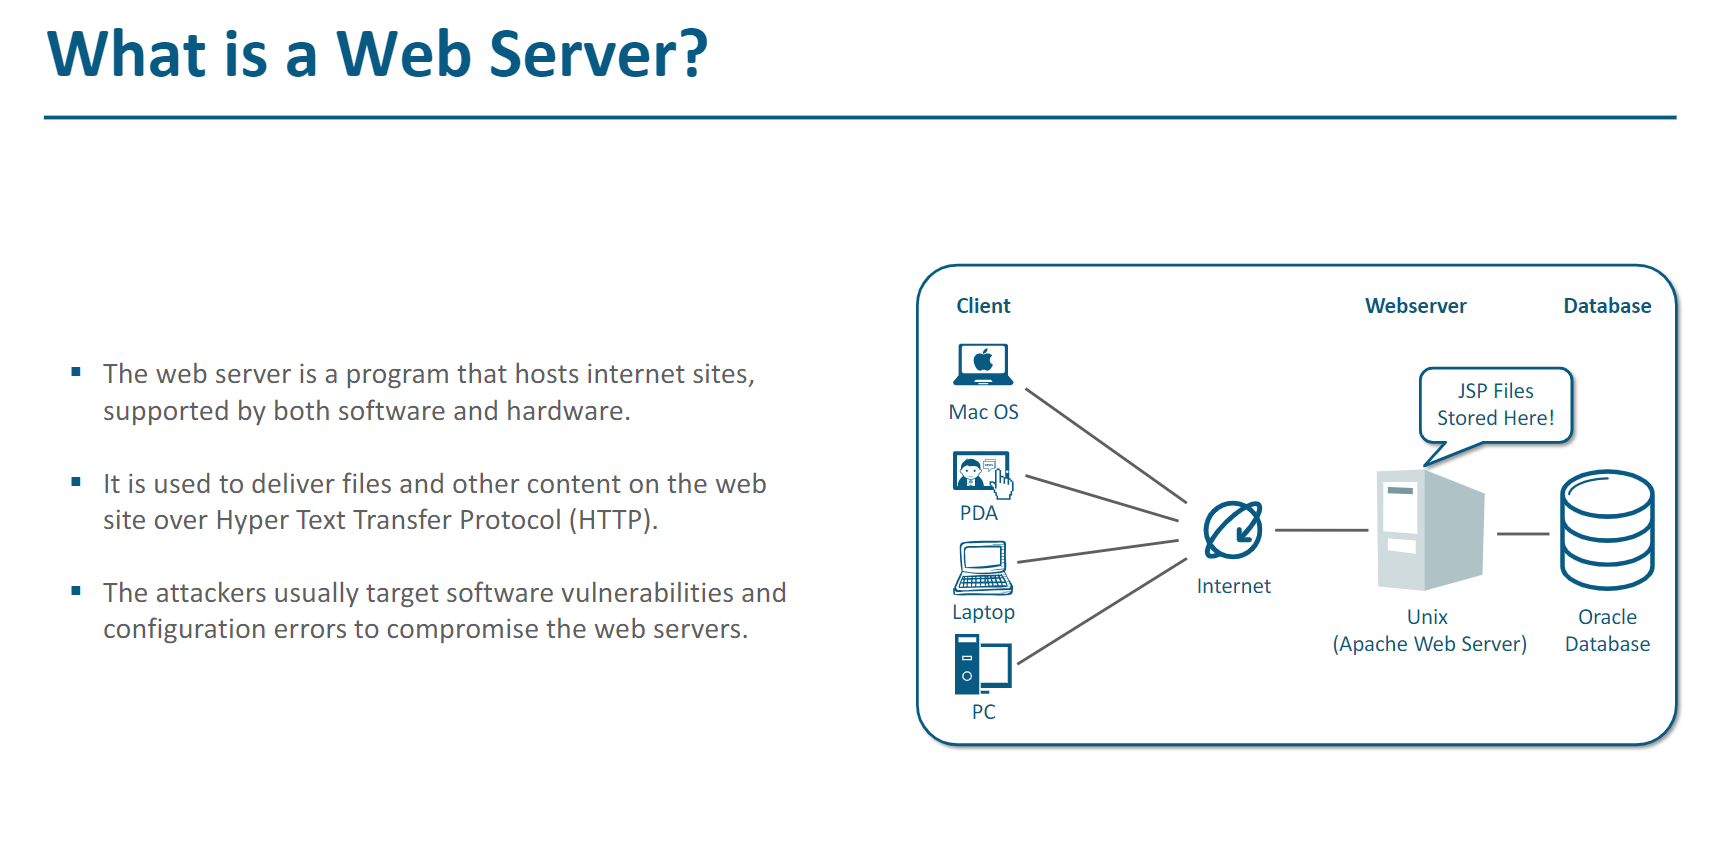 What is a Web Server?
▪ The web server is a program that hosts internet sites,
supported by both software and hardware.
▪ It is used to deliver files and other content on the web
site over Hyper Text Transfer Protocol (HTTP).
▪ The attackers usually target software vulnerabilities and
configuration errors to compromise the web servers.
Client
Webserver
Database
Mac OS
PDA
Laptop
PC
Internet
JSP Files
Stored Here!
Unix
(Apache Web Server)
Oracle
Database